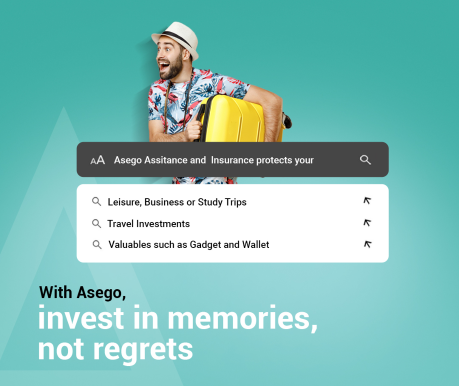 AA Asego Assitance and Insurance protects your
Leisure, Business or Study Trips
Travel Investments
Valuables such as Gadget and Wallet
With Asego,
invest in memories,
not regrets